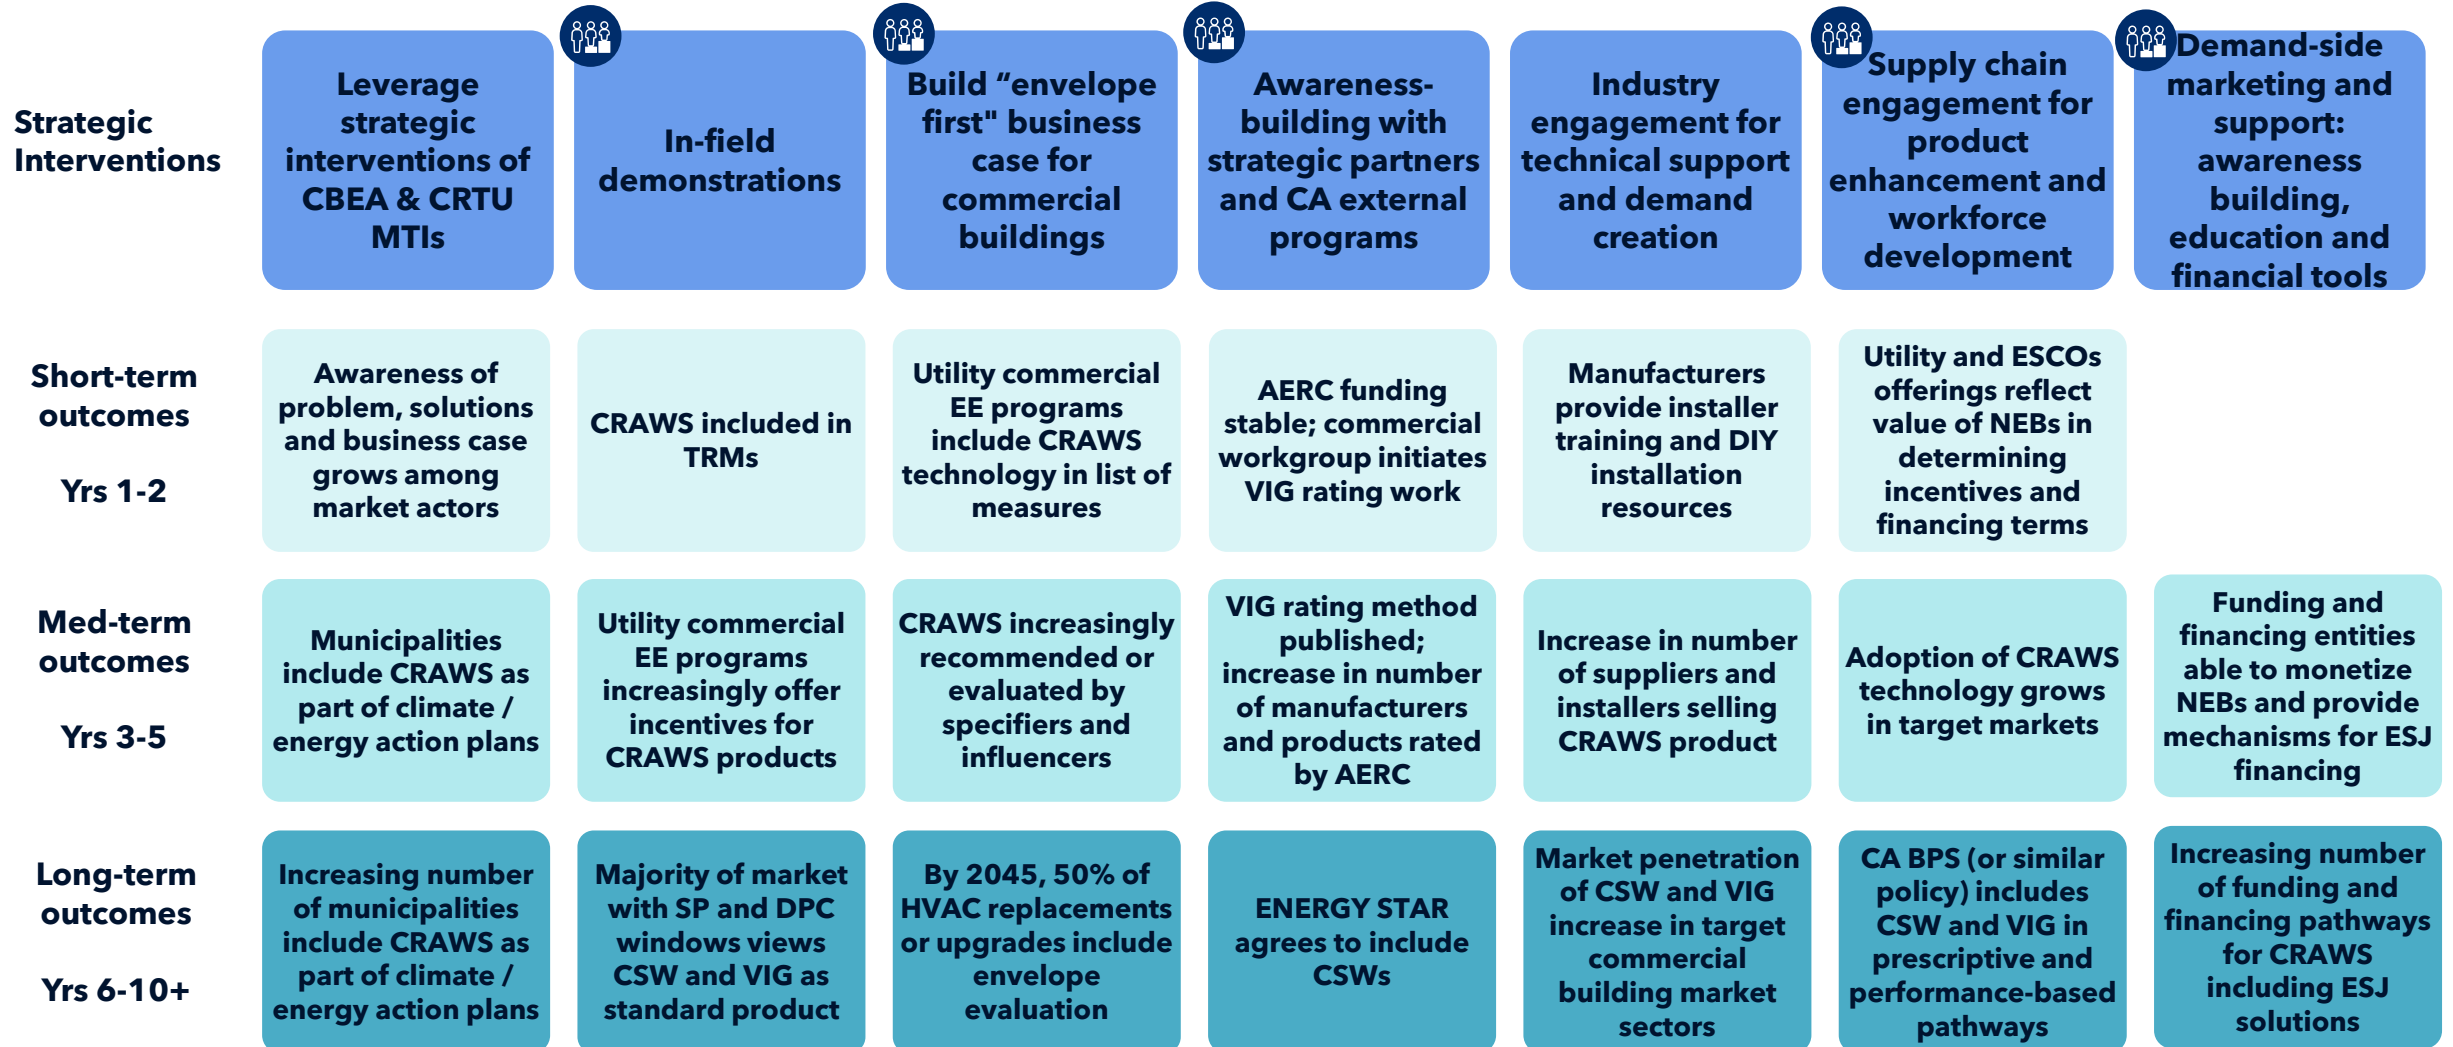 Strategic
Interventions
Leverage
strategic
interventions of
CBEA & CRTU
MTIs
In-field
demonstrations
Build “envelope
first" business
case for
commercial
buildings
Awareness-
building with
strategic partners
and CA external
programs
Industry
engagement for
technical support
and demand
creation
Supply chain
engagement for
product
enhancement and
workforce
development
Demand-side
marketing and
support:
awareness
building,
education and
financial tools
Short-term
outcomes
Yrs 1-2
Awareness of
problem, solutions
and business case
grows among
market actors
CRAWS included in
TRMs
Utility commercial
EE programs
include CRAWS
technology in list of
measures
AERC funding
stable; commercial
workgroup initiates
VIG rating work
Manufacturers
provide installer
training and DIY
installation
resources
Utility and ESCOs
offerings reflect
value of NEBs in
determining
incentives and
financing terms
Med-term
outcomes
Yrs 3-5
Municipalities
include CRAWS as
part of climate /
energy action plans
Utility commercial
EE programs
increasingly offer
incentives for
CRAWS products
CRAWS increasingly
recommended or
evaluated by
specifiers and
influencers
VIG rating method
published;
increase in number
of manufacturers
and products rated
by AERC
Increase in number
of suppliers and
installers selling
CRAWS product
Adoption of CRAWS
technology grows
in target markets
Funding and
financing entities
able to monetize
NEBs and provide
mechanisms for ESJ
financing
Long-term
outcomes
Yrs 6-10+
Increasing number
of municipalities
include CRAWS as
part of climate /
energy action plans
Majority of market
with SP and DPC
windows views
CSW and VIG as
standard product
By 2045, 50% of
HVAC replacements
or upgrades include
envelope
evaluation
ENERGY STAR
agrees to include
CSWs
Market penetration
of CSW and VIG
increase in target
commercial
building market
sectors
CA BPS (or similar
policy) includes
CSW and VIG in
prescriptive and
performance-based
pathways
Increasing number
of funding and
financing pathways
for CRAWS
including ESJ
solutions